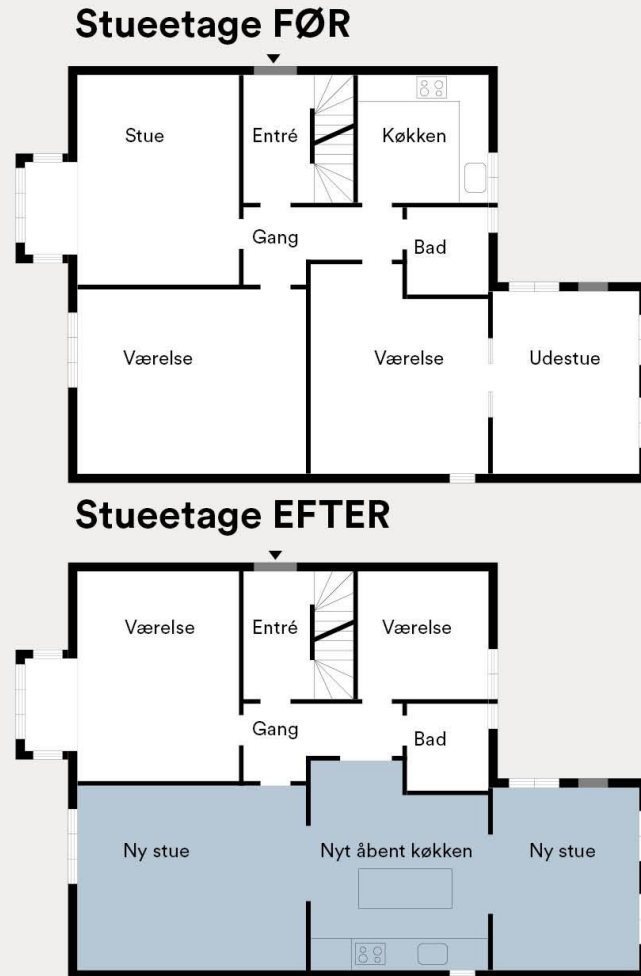 Stueetage FØR
Stue
Entré
Køkken
Gang
Bad
Værelse
Værelse
Udestue
Stueetage EFTER
Værelse
Entré
Værelse
Gang
Bad
Ny stue
Nyt åbent køkken
Ny stue